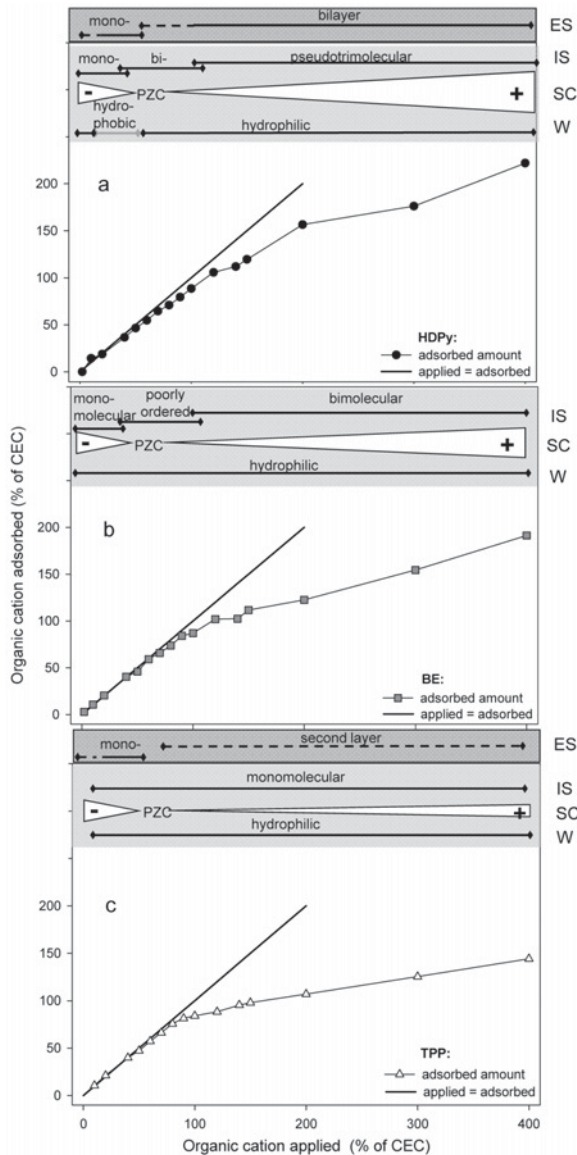 mono-
bilayer
ES
mono-
bi-
pseudotrimolecular
IS
-
PZC
+
SC
hydro-
phobic
hydrophilic
W
200
a
150
100
50
0
HDPy:
adsorbed amount
applied = adsorbed
mono-
molecular
poorly
ordered
bimolecular
IS
-
PZC
+
SC
hydrophilic
W
Organic cation adsorbed (% of CEC)
b
200
150
100
50
0
BE:
adsorbed amount
applied = adsorbed
mono-
second layer
ES
monomolecular
IS
-
PZC
+
SC
hydrophilic
W
c
200
150
100
50
0
TPP:
adsorbed amount
applied = adsorbed
0 100 200 300 400
Organic cation applied (% of CEC)